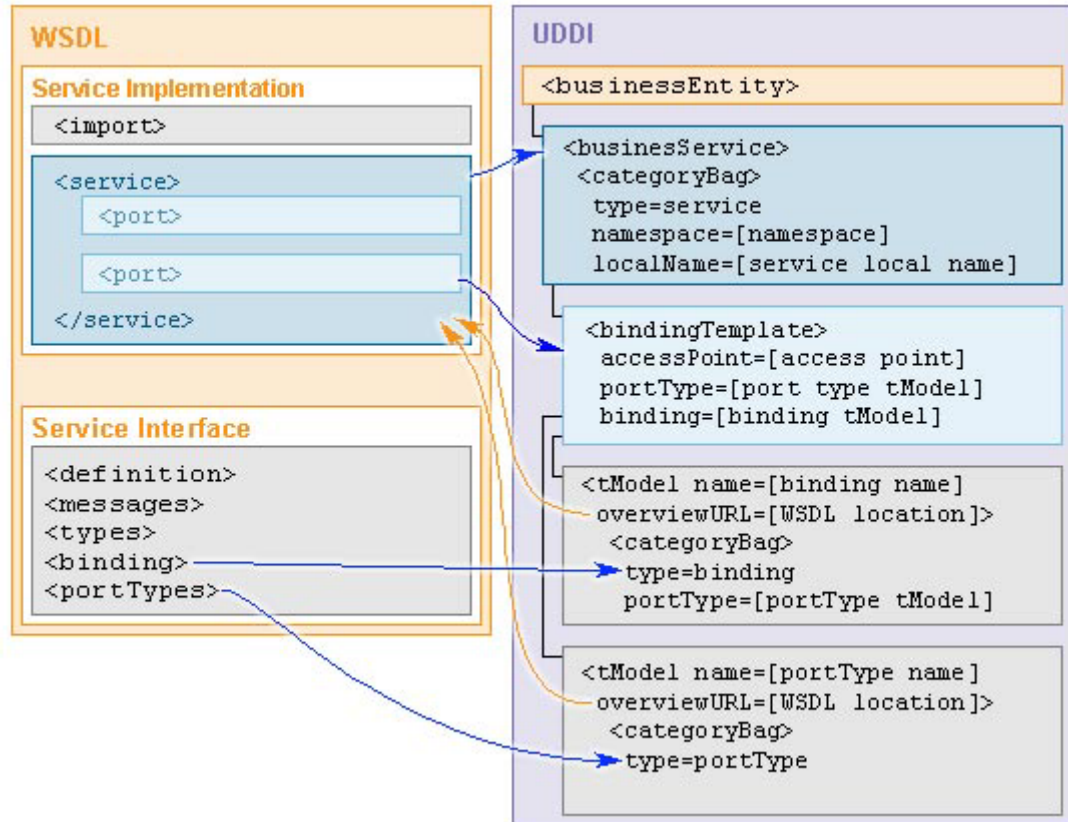 WSDL
Service Implementation
<import>
<service>
<port>
<port>
</service>
Service Interface
<definition>
<messages>
<types>
<binding>
<portTypes>
UDDI
<businessEntity>
<businesService>
<categoryBag>
type=service
namespace=[namespace]
localName=[service local name]
<bindingTemplate>
accessPoint=[access point]
portType=[port type tModel]
binding=[binding tModel]
<tModel name=[binding name]
overviewURL=[WSDL location]>
<categoryBag>
type=binding
portType=[portType tModel]
<tModel name=[portType name]
overviewURL=[WSDL location]>
<categoryBag>
type=portType